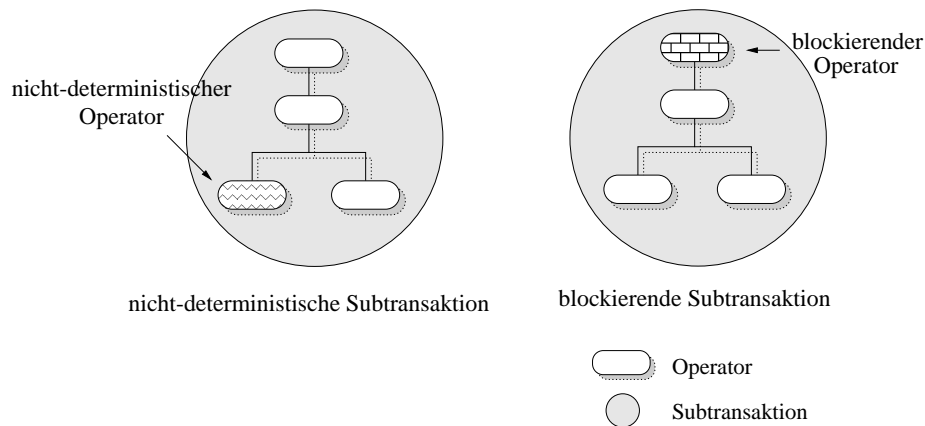 nicht-deterministischer
Operator
blockierender
Operator
nicht-deterministische Subtransaktion
blockierende Subtransaktion
Operator
Subtransaktion